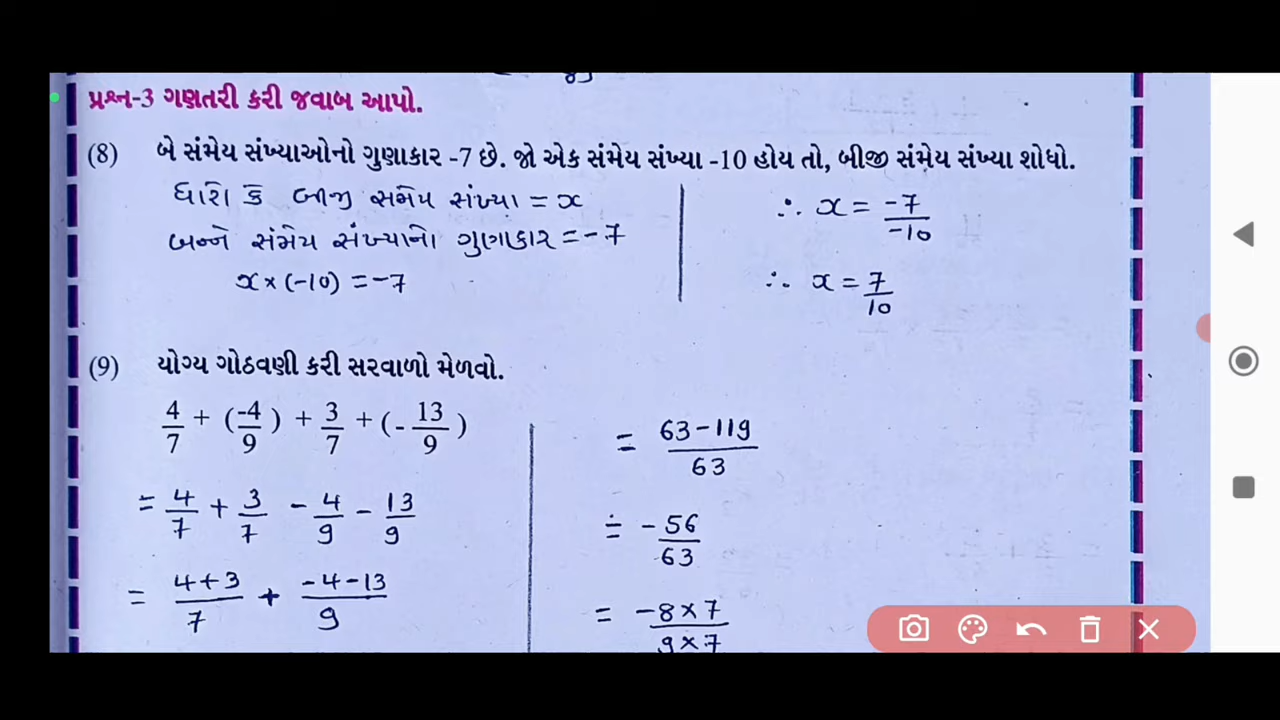 પ્રશ્ન-3 ગણતરી કરી જવાબ આપો.
(8) બે સંમેય સંખ્યાઓનો ગુણાકાર -7 છે. જો એક સંમેય સંખ્યા -10 હોય તો, બીજી સંમેય સંખ્યા શોધો.
ધારો કે બીજી સંમેય સંખ્યા = x
બન્ને સંમેય સંખ્યાનો ગુણાકાર = -7
x × (-10) = -7
∴ x = -7/-10
∴ x = 7/10
(9) યોગ્ય ગોઠવણી કરી સરવાળો મેળવો.
4/7 + (-4/9) + 3/7 + (-13/9)
= 4/7 + 3/7 - 4/9 - 13/9
= 4+3/7 + -4-13/9
= 63-119/63
= -56/63
= -8×7/9×7